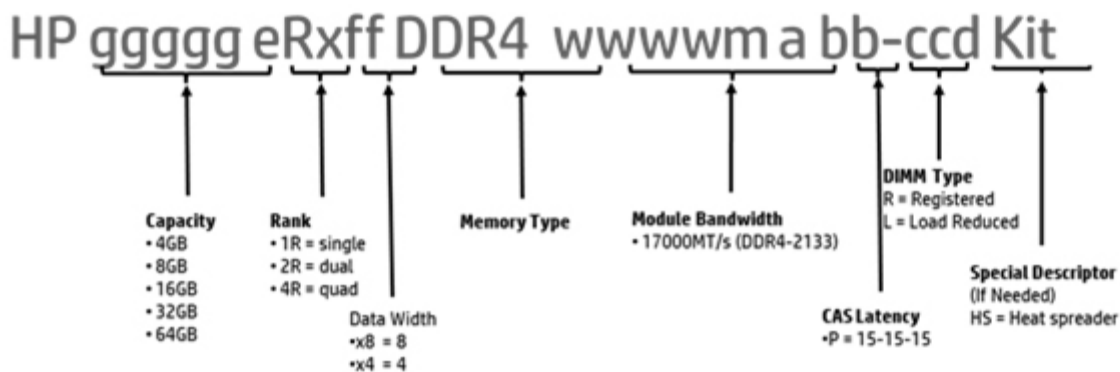 HP ggggg eRxff DDR4 wwwwm a bb-ccd Kit
Capacity
• 4GB
• 8GB
• 16GB
• 32GB
• 64GB
Rank
• 1R = single
• 2R = dual
• 4R = quad
Data Width
•x8 = 8
•x4 = 4
Memory Type
Module Bandwidth
• 17000MT/s (DDR4-2133)
CAS Latency
•P = 15-15-15
DIMM Type
R = Registered
L = Load Reduced
Special Descriptor
(If Needed)
HS = Heat spreader